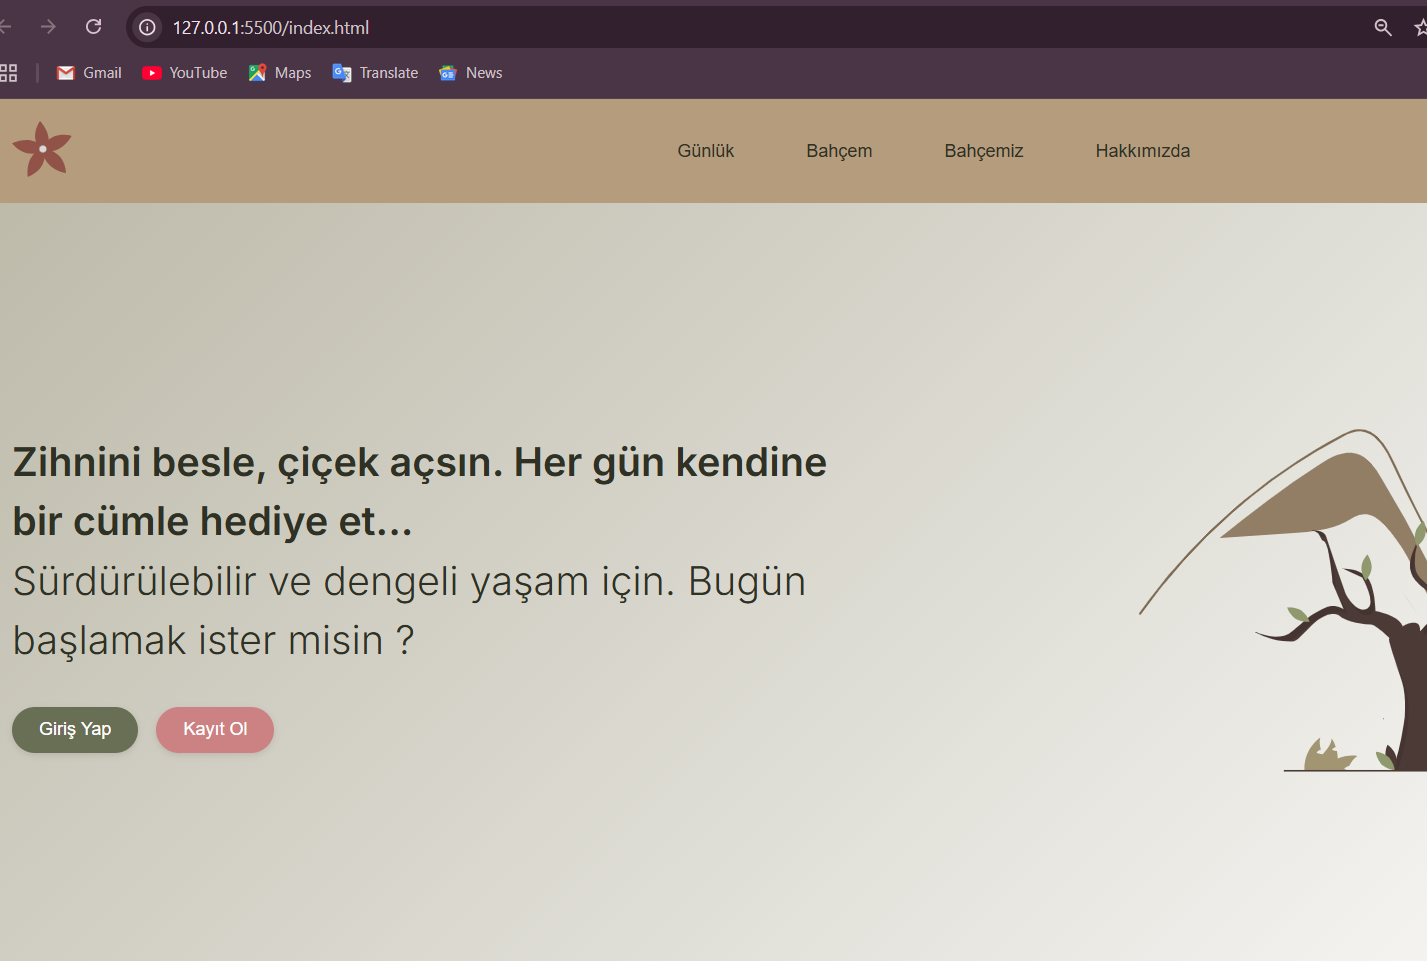 127.0.0.1:5500/index.html
Gmail YouTube Maps Translate News
Günlük Bahçem Bahçemiz Hakkımızda
Zihnini besle, çiçek açsın. Her gün kendine
bir cümle hediye et...
Sürdürülebilir ve dengeli yaşam için. Bugün
başlamak ister misin ?
Giriş Yap Kayıt Ol